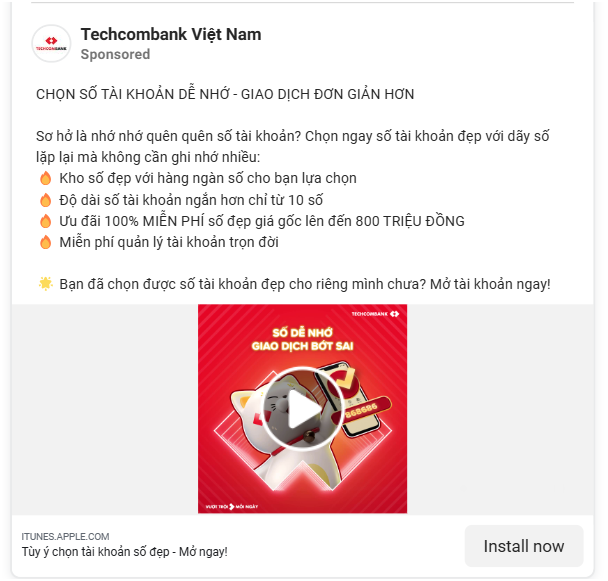 TECHCOMBANK
Techcombank Việt Nam
Sponsored
CHỌN SỐ TÀI KHOẢN DỄ NHỚ - GIAO DỊCH ĐƠN GIẢN HƠN
Sơ hở là nhớ nhớ quên quên số tài khoản? Chọn ngay số tài khoản đẹp với dãy số
lặp lại mà không cần ghi nhớ nhiều:
🔥 Kho số đẹp với hàng ngàn số cho bạn lựa chọn
🔥 Độ dài số tài khoản ngắn hơn chỉ từ 10 số
🔥 Ưu đãi 100% MIỄN PHÍ số đẹp giá gốc lên đến 800 TRIỆU ĐỒNG
🔥 Miễn phí quản lý tài khoản trọn đời
🌟 Bạn đã chọn được số tài khoản đẹp cho riêng mình chưa? Mở tài khoản ngay!
TECHCOMBANK
SỐ DỄ NHỚ
GIAO DỊCH BỚT SAI
868686
VƯỢT TRỘI MỖI NGÀY
ITUNES.APPLE.COM
Tùy ý chọn tài khoản số đẹp - Mở ngay!
Install now